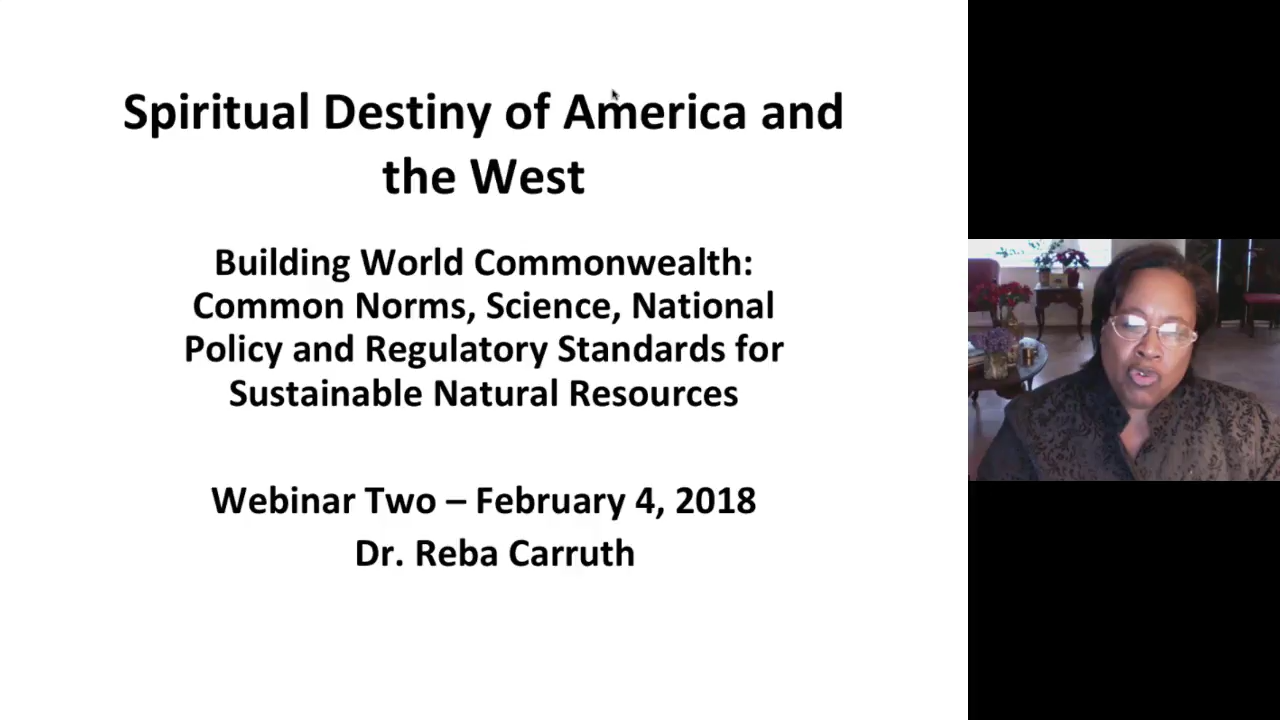 Spiritual Destiny of America and
the West
Building World Commonwealth:
Common Norms, Science, National
Policy and Regulatory Standards for
Sustainable Natural Resources
Webinar Two – February 4, 2018
Dr. Reba Carruth